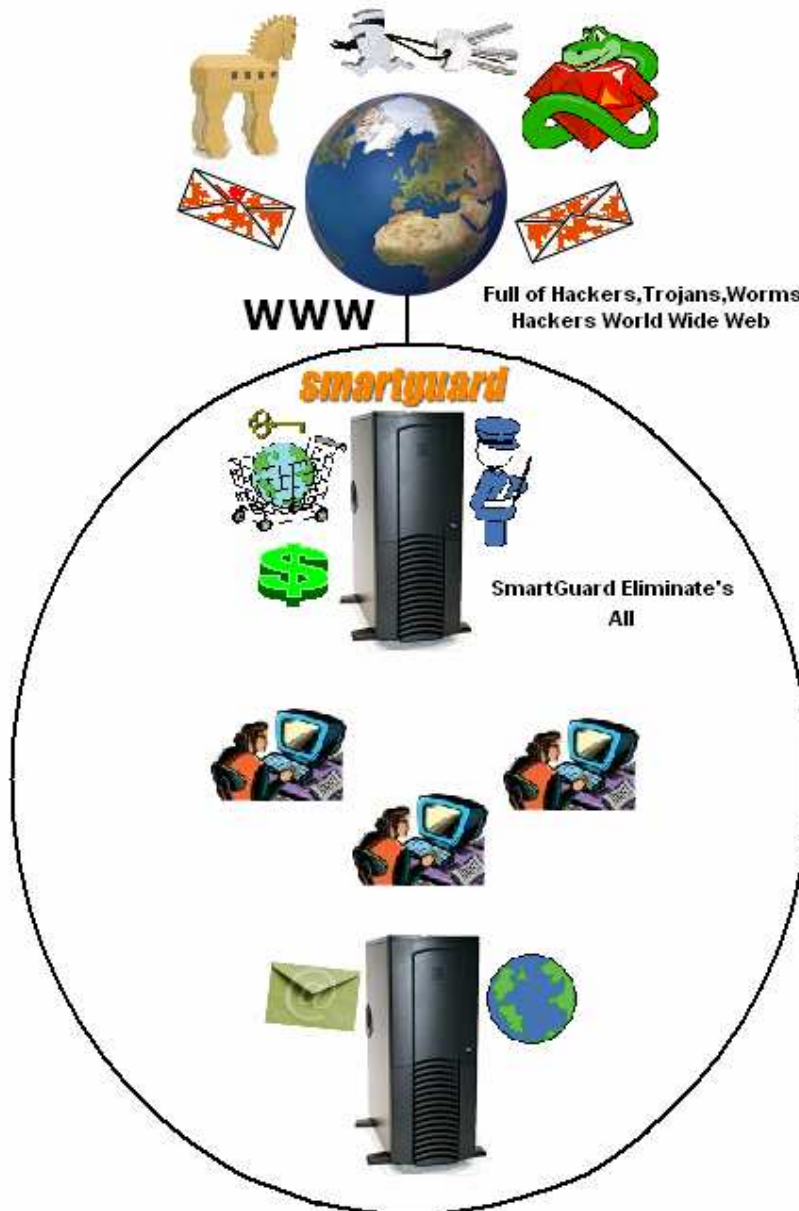 WWW
Full of Hackers,Trojans,Worms
Hackers World Wide Web
smartguard
SmartGuard Eliminate's
All